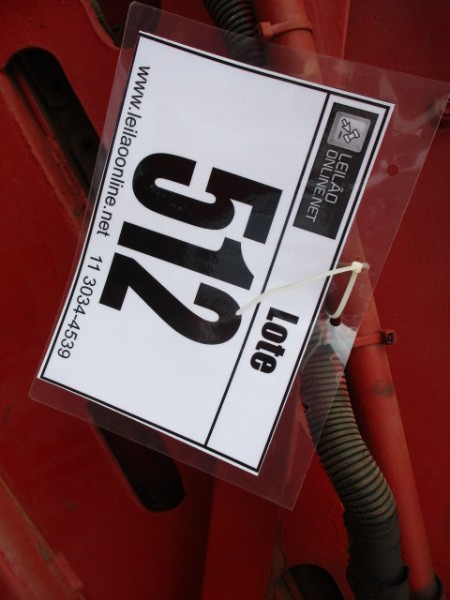 LEILÃO
ONLINE.NET
Lote
512
www.leilaoonline.net 11 3034-4539